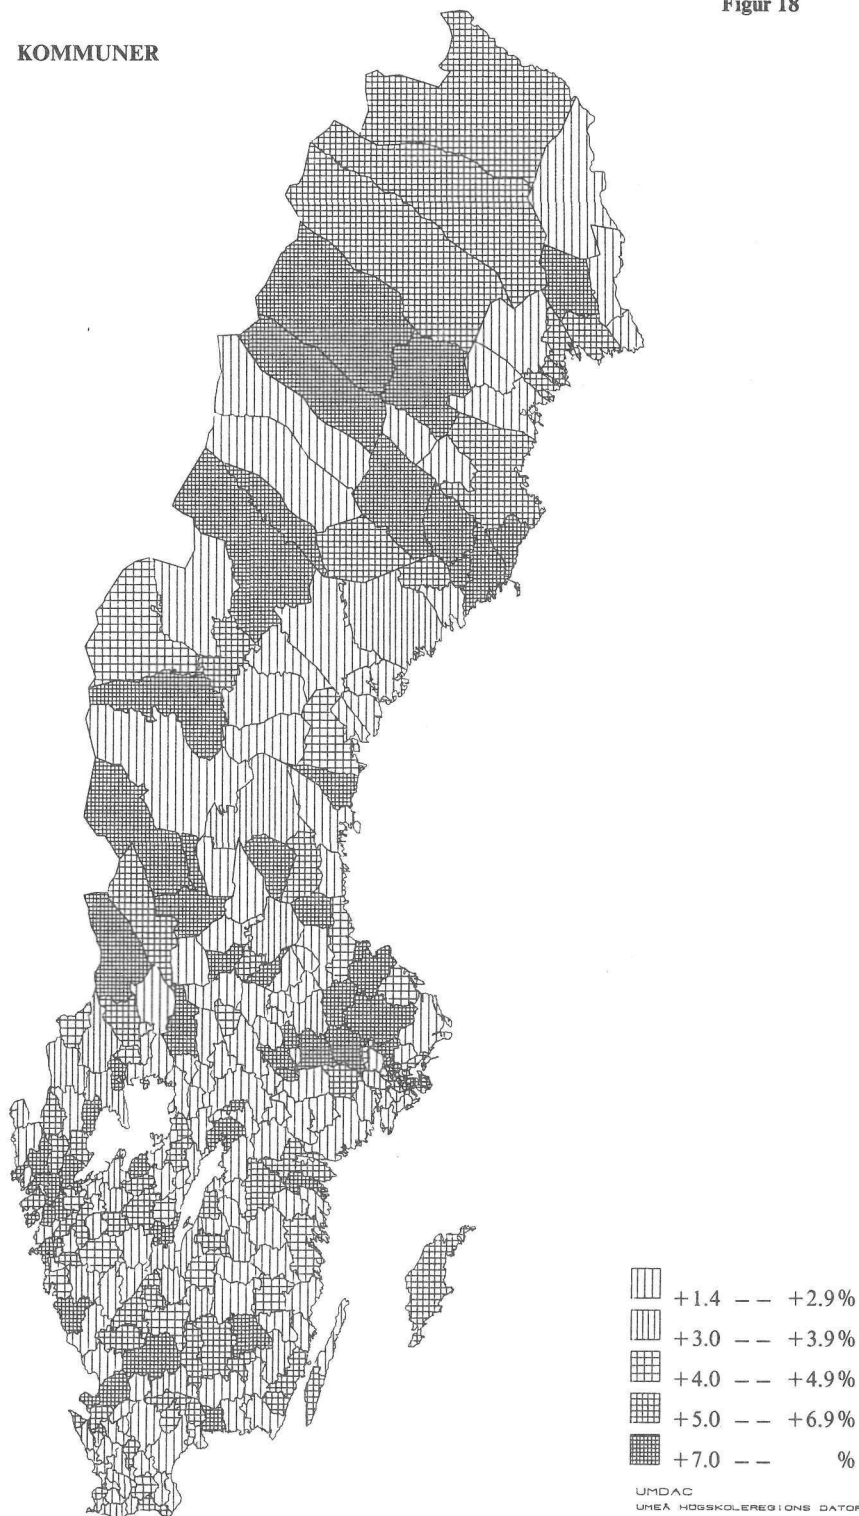 Figur 18
KOMMUNER
+1.4 -- +2.9%
+3.0 -- +3.9%
+4.0 -- +4.9%
+5.0 -- +6.9%
+7.0 -- %
UMDAC
UMEÅ HÖGSKOLEREGIONS DATOR